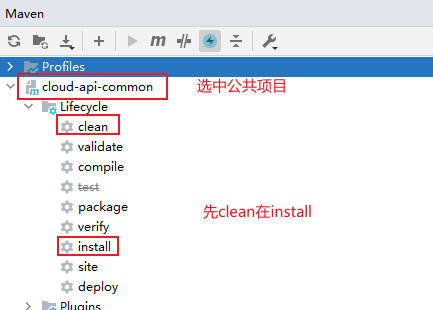 Maven
Profiles
cloud-api-common
选中公共项目
Lifecycle
clean
validate
compile
test
package
先clean在install
verify
install
site
deploy
Plugins